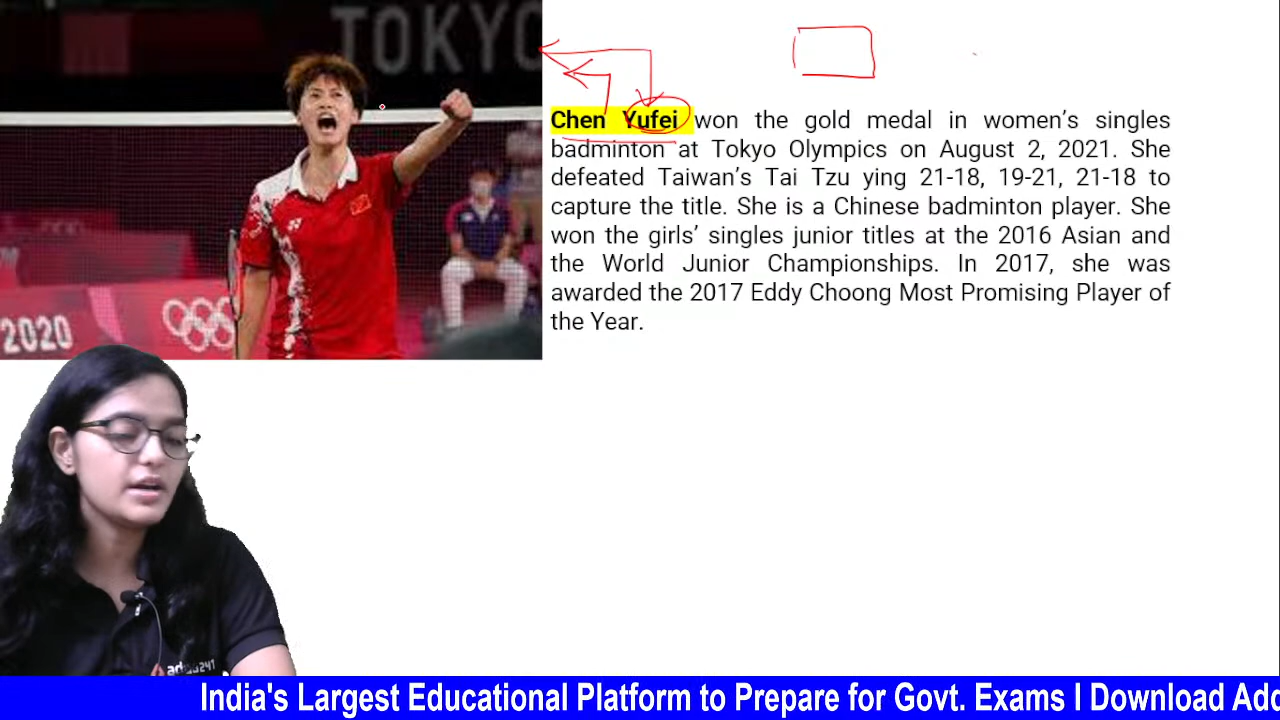 TOKYO
Chen Yufei won the gold medal in women's singles
badminton at Tokyo Olympics on August 2, 2021. She
defeated Taiwan's Tai Tzu ying 21-18, 19-21, 21-18 to
capture the title. She is a Chinese badminton player. She
won the girls' singles junior titles at the 2016 Asian and
the World Junior Championships. In 2017, she was
awarded the 2017 Eddy Choong Most Promising Player of
the Year.
2020
India's Largest Educational Platform to Prepare for Govt. Exams I Download Add